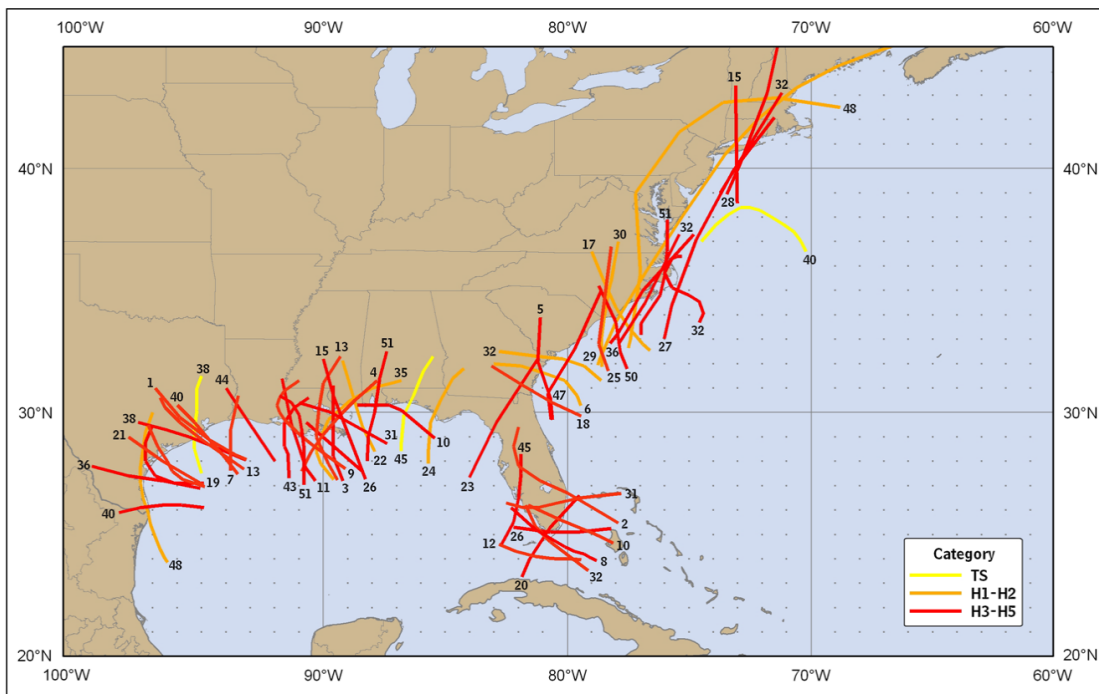 100°W 90°W 80°W 70°W 60°W
15 32
48
40°N
28
51 32
17 30
40
5 32
15 13 51 38
1 40 44 4 35 32 29 36 27
25 50
30°N
38 47 6
18
21 31 10
36 19 7 13 22 45 24
43 11 9 3 26 23 45
51
31
40 2
26 10
12 8
48 20 32
Category
TS
H1-H2
H3-H5
20°N 20°N
100°W 90°W 80°W 70°W 60°W
40°N
30°N